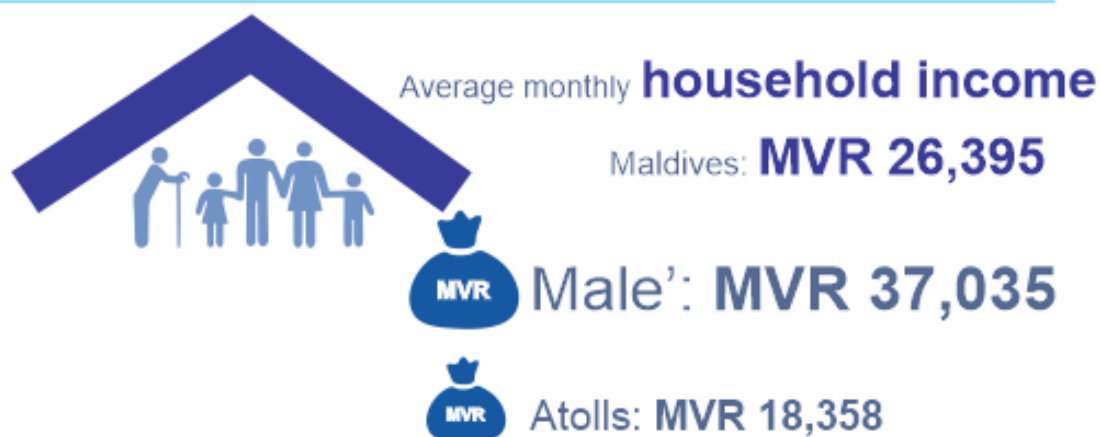 Average monthly household income
Maldives: MVR 26,395
MVR
Male’: MVR 37,035
MVR
Atolls: MVR 18,358